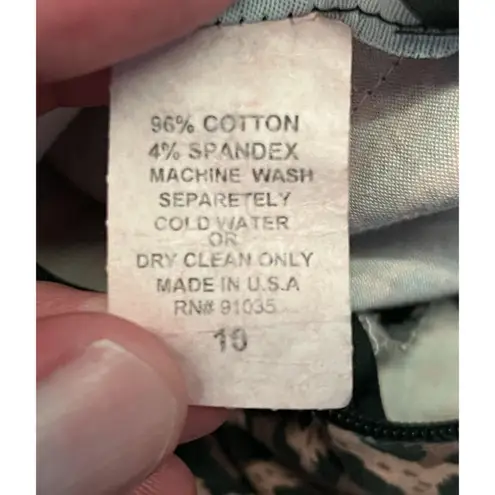 96% COTTON
4% SPANDEX
MACHINE WASH
SEPARETELY
COLD WATER
OR
DRY CLEAN ONLY
MADE IN U.S.A
RN# 91035
10